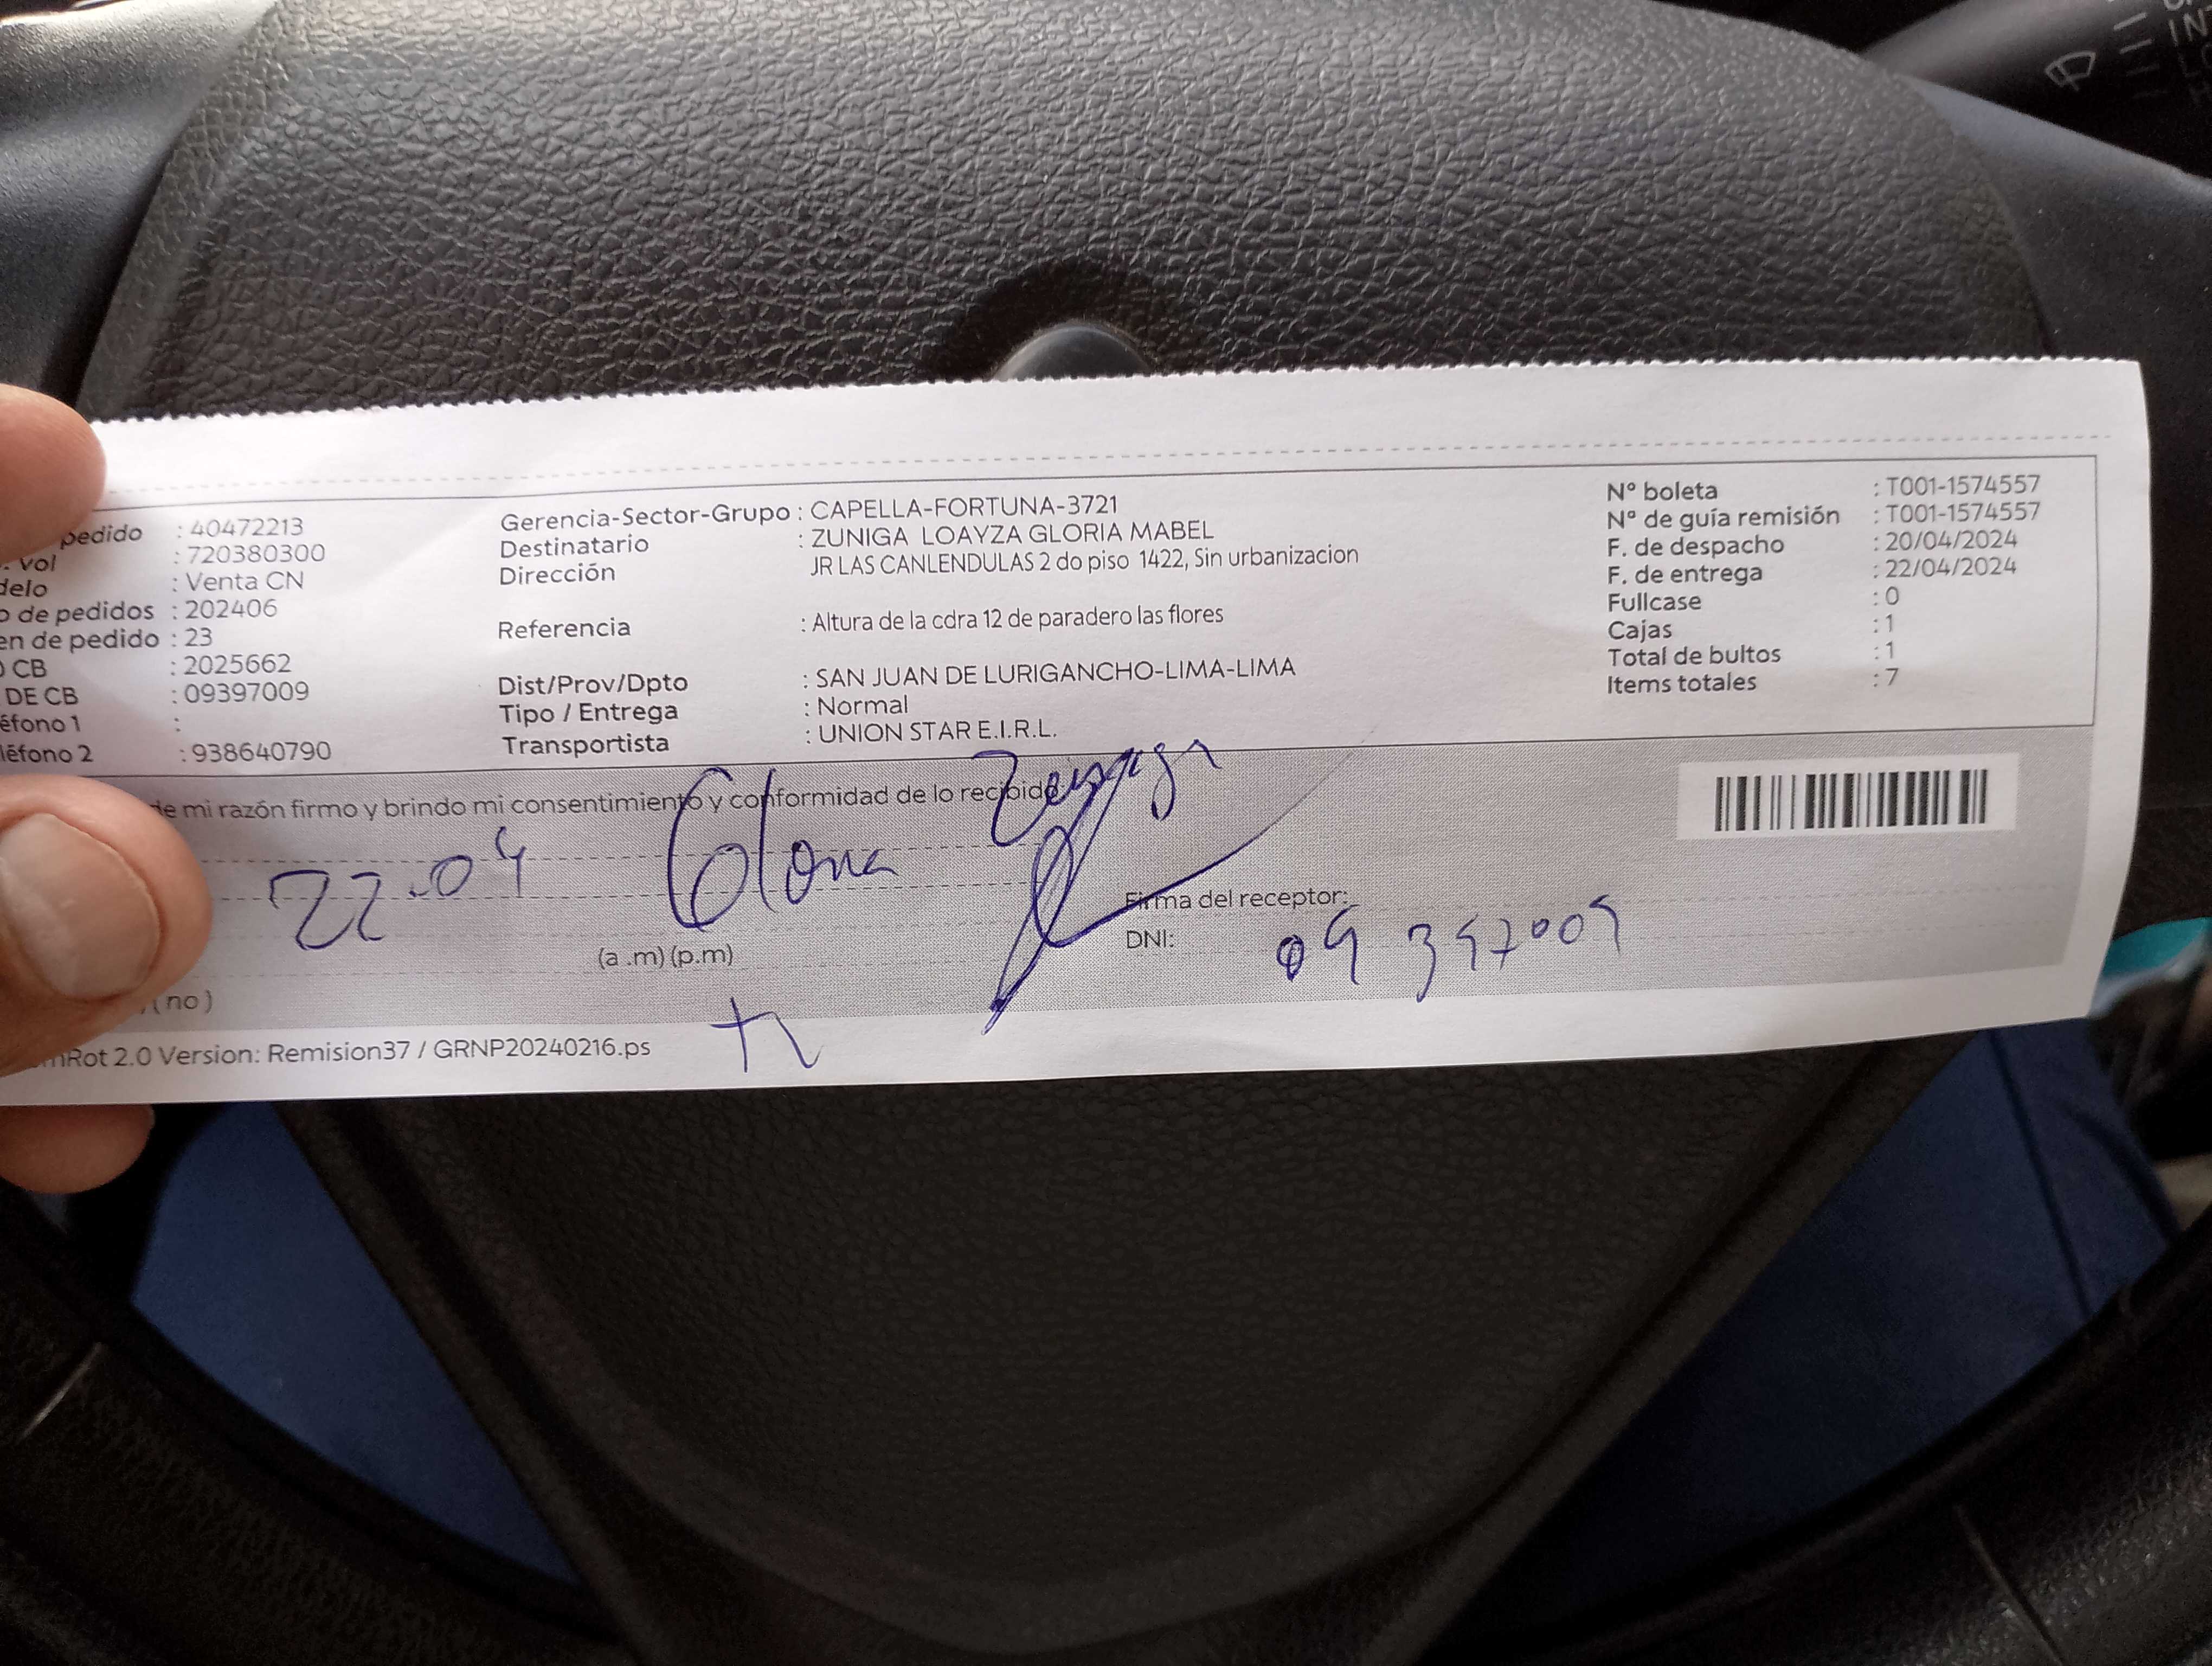 pedido : 40472213
. vol : 720380300
delo : Venta CN
o de pedidos : 202406
en de pedido : 23
CB : 2025662
DE CB : 09397009
éfono 1 :
léfono 2 : 938640790
Gerencia-Sector-Grupo : CAPELLA-FORTUNA-3721
Destinatario : ZUNIGA LOAYZA GLORIA MABEL
Dirección JR LAS CANLENDULAS 2 do piso 1422, Sin urbanizacion
Referencia : Altura de la cdra 12 de paradero las flores
Dist/Prov/Dpto : SAN JUAN DE LURIGANCHO-LIMA-LIMA
Tipo / Entrega : Normal
Transportista : UNION STAR E.I.R.L.
Nº boleta : T001-1574557
Nº de guía remisión : T001-1574557
F. de despacho : 20/04/2024
F. de entrega : 22/04/2024
Fullcase : 0
Cajas : 1
Total de bultos : 1
Items totales : 7
de mi razón firmo y brindo mi consentimiento y conformidad de lo recibido
22-04 Gloria Zuniga
Firma del receptor:
(a .m) (p.m)
DNI: 09397009
(no)
mRot 2.0 Version: Remision37 / GRNP20240216.ps
INT